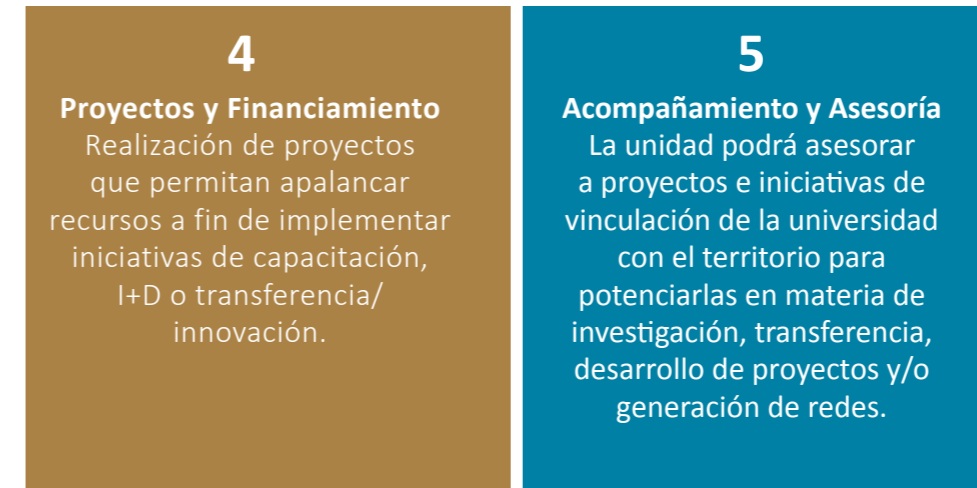 4
Proyectos y Financiamiento
Realización de proyectos
que permitan apalancar
recursos a fin de implementar
iniciativas de capacitación,
I+D o transferencia/
innovación.
5
Acompañamiento y Asesoría
La unidad podrá asesorar
a proyectos e iniciativas de
vinculación de la universidad
con el territorio para
potenciarlas en materia de
investigación, transferencia,
desarrollo de proyectos y/o
generación de redes.